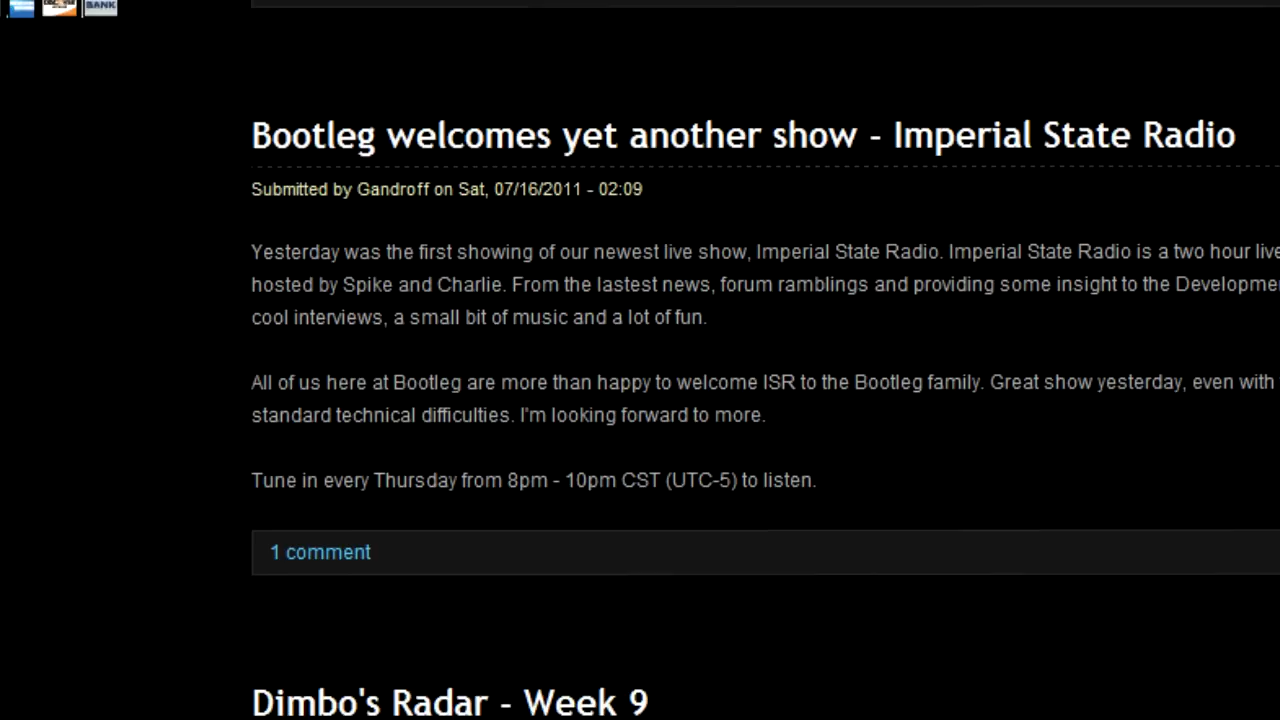 BANK
Bootleg welcomes yet another show - Imperial State Radio
Submitted by Gandroff on Sat, 07/16/2011 - 02:09
Yesterday was the first showing of our newest live show, Imperial State Radio. Imperial State Radio is a two hour live
hosted by Spike and Charlie. From the lastest news, forum ramblings and providing some insight to the Developme
cool interviews, a small bit of music and a lot of fun.
All of us here at Bootleg are more than happy to welcome ISR to the Bootleg family. Great show yesterday, even with
standard technical difficulties. I'm looking forward to more.
Tune in every Thursday from 8pm - 10pm CST (UTC-5) to listen.
1 comment
Dimbo's Radar - Week 9